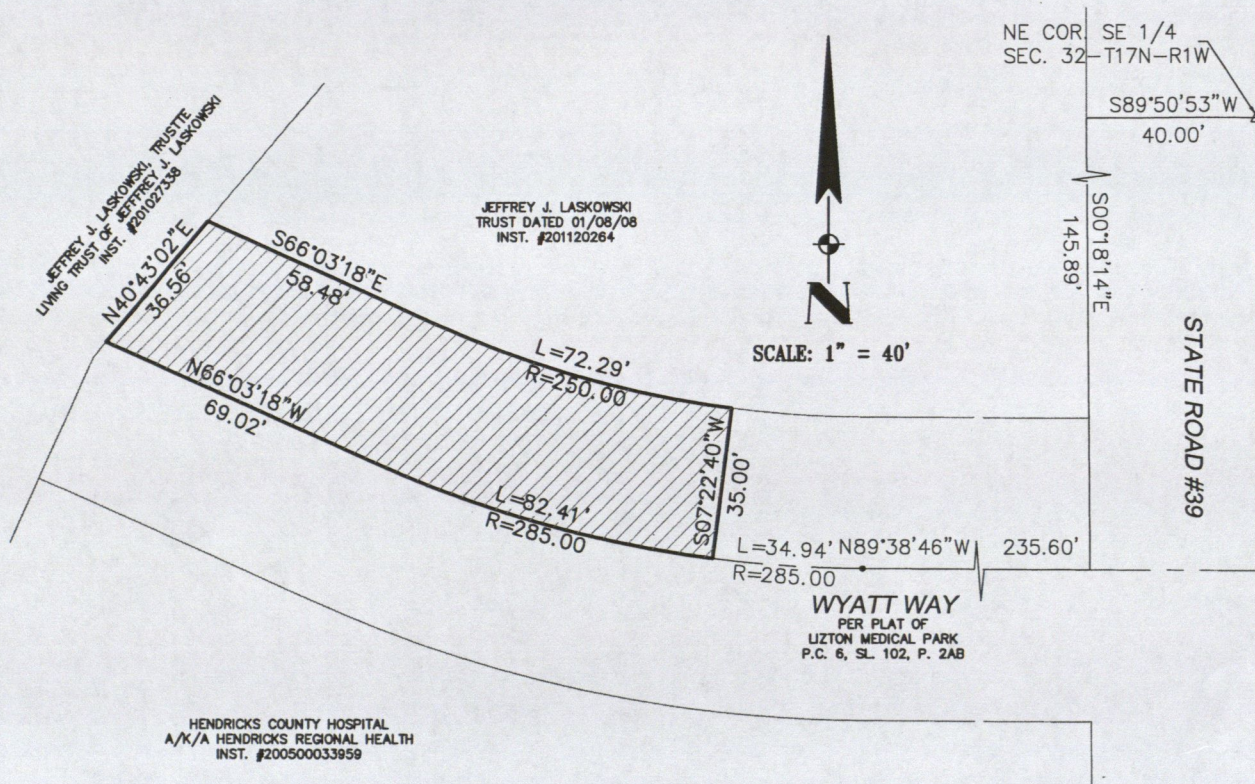 NE COR. SE 1/4
SEC. 32-T17N-R1W
S89°50'53"W
40.00'
S00°18'14"E
145.89'
JEFFREY J. LASKOWSKI, TRUSTTE
LIVING TRUST OF JEFFTREY J. LASKOWSKI
INST. #201027338
JEFFREY J. LASKOWSKI
TRUST DATED 01/08/08
INST. #201120264
N40°43'02"E
36.56'
S66°03'18"E
58.48'
N
SCALE: 1" = 40'
L=72.29'
R=250.00
STATE ROAD #39
N66°03'18"W
69.02'
S07°22'40"W
35.00'
L=82.41'
R=285.00
L=34.94' N89°38'46"W 235.60'
R=285.00
WYATT WAY
PER PLAT OF
LIZTON MEDICAL PARK
P.C. 6, SL. 102, P. 2AB
HENDRICKS COUNTY HOSPITAL
A/K/A HENDRICKS REGIONAL HEALTH
INST. #200500033959